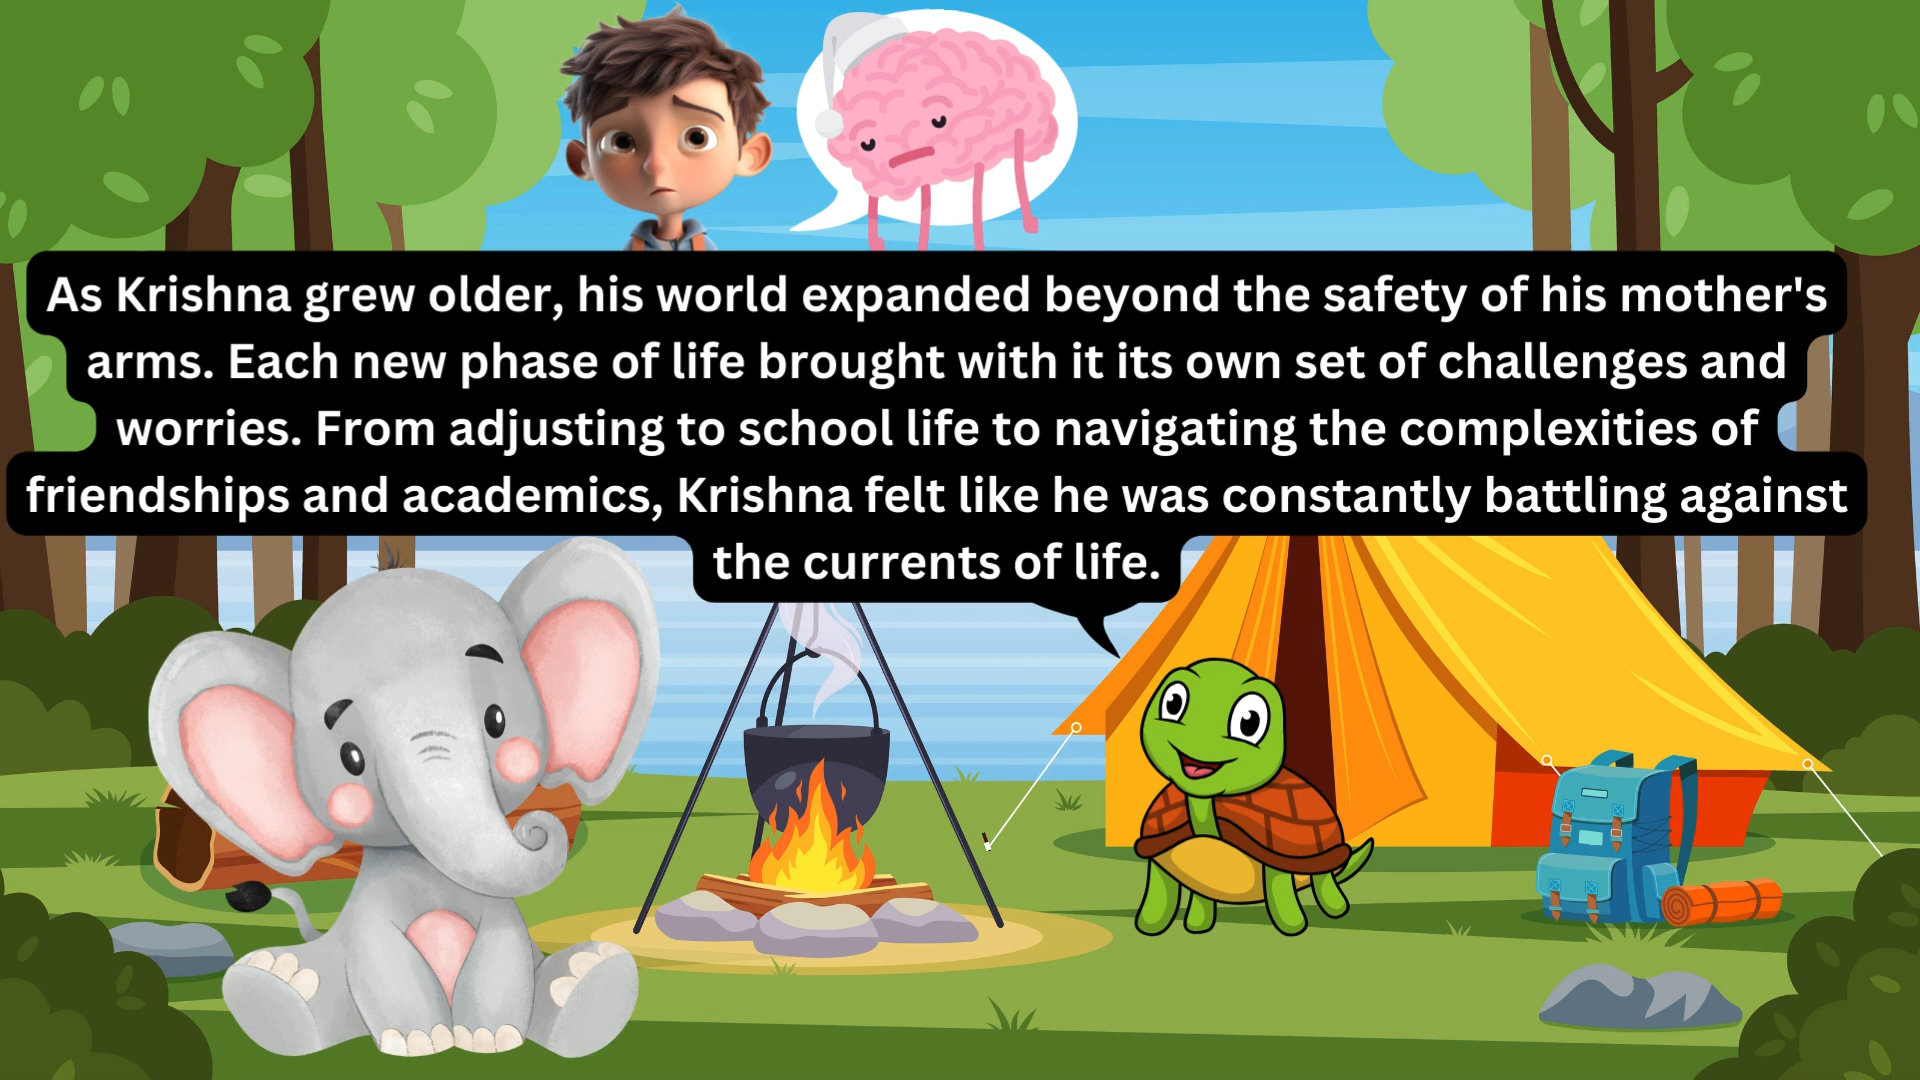 As Krishna grew older, his world expanded beyond the safety of his mother's
arms. Each new phase of life brought with it its own set of challenges and
worries. From adjusting to school life to navigating the complexities of
friendships and academics, Krishna felt like he was constantly battling against
the currents of life.